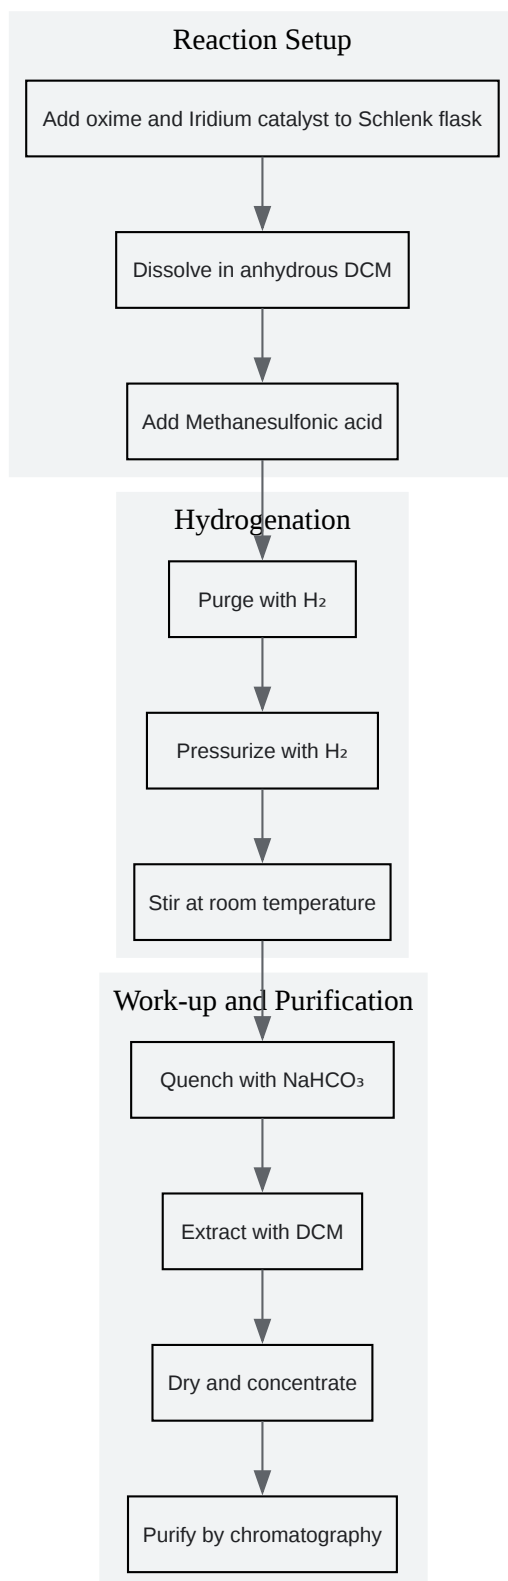 Reaction Setup
Add oxime and Iridium catalyst to Schlenk flask
Dissolve in anhydrous DCM
Add Methanesulfonic acid
Hydrogenation
Purge with H₂
Pressurize with H₂
Stir at room temperature
Work-up and Purification
Quench with NaHCO₃
Extract with DCM
Dry and concentrate
Purify by chromatography